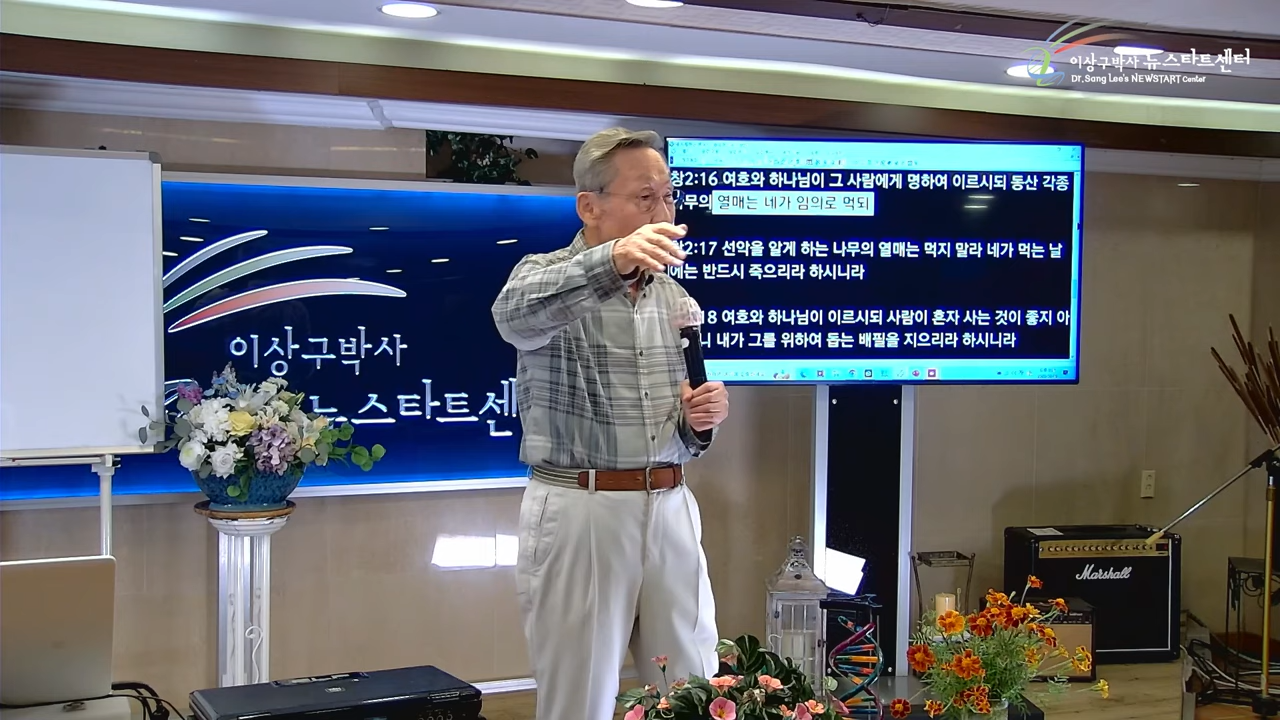 이상구박사 뉴스타트센터
Dr. Sang Lee's NEWSTART Center
창2:16 여호와 하나님이 그 사람에게 명하여 이르시되 동산 각종
나무의 열매는 네가 임의로 먹되
창2:17 선악을 알게 하는 나무의 열매는 먹지 말라 네가 먹는 날
에는 반드시 죽으리라 하시니라
18 여호와 하나님이 이르시되 사람이 혼자 사는 것이 좋지 아
니 내가 그를 위하여 돕는 배필을 지으리라 하시니라
이상구박사
뉴스타트센
Marshall